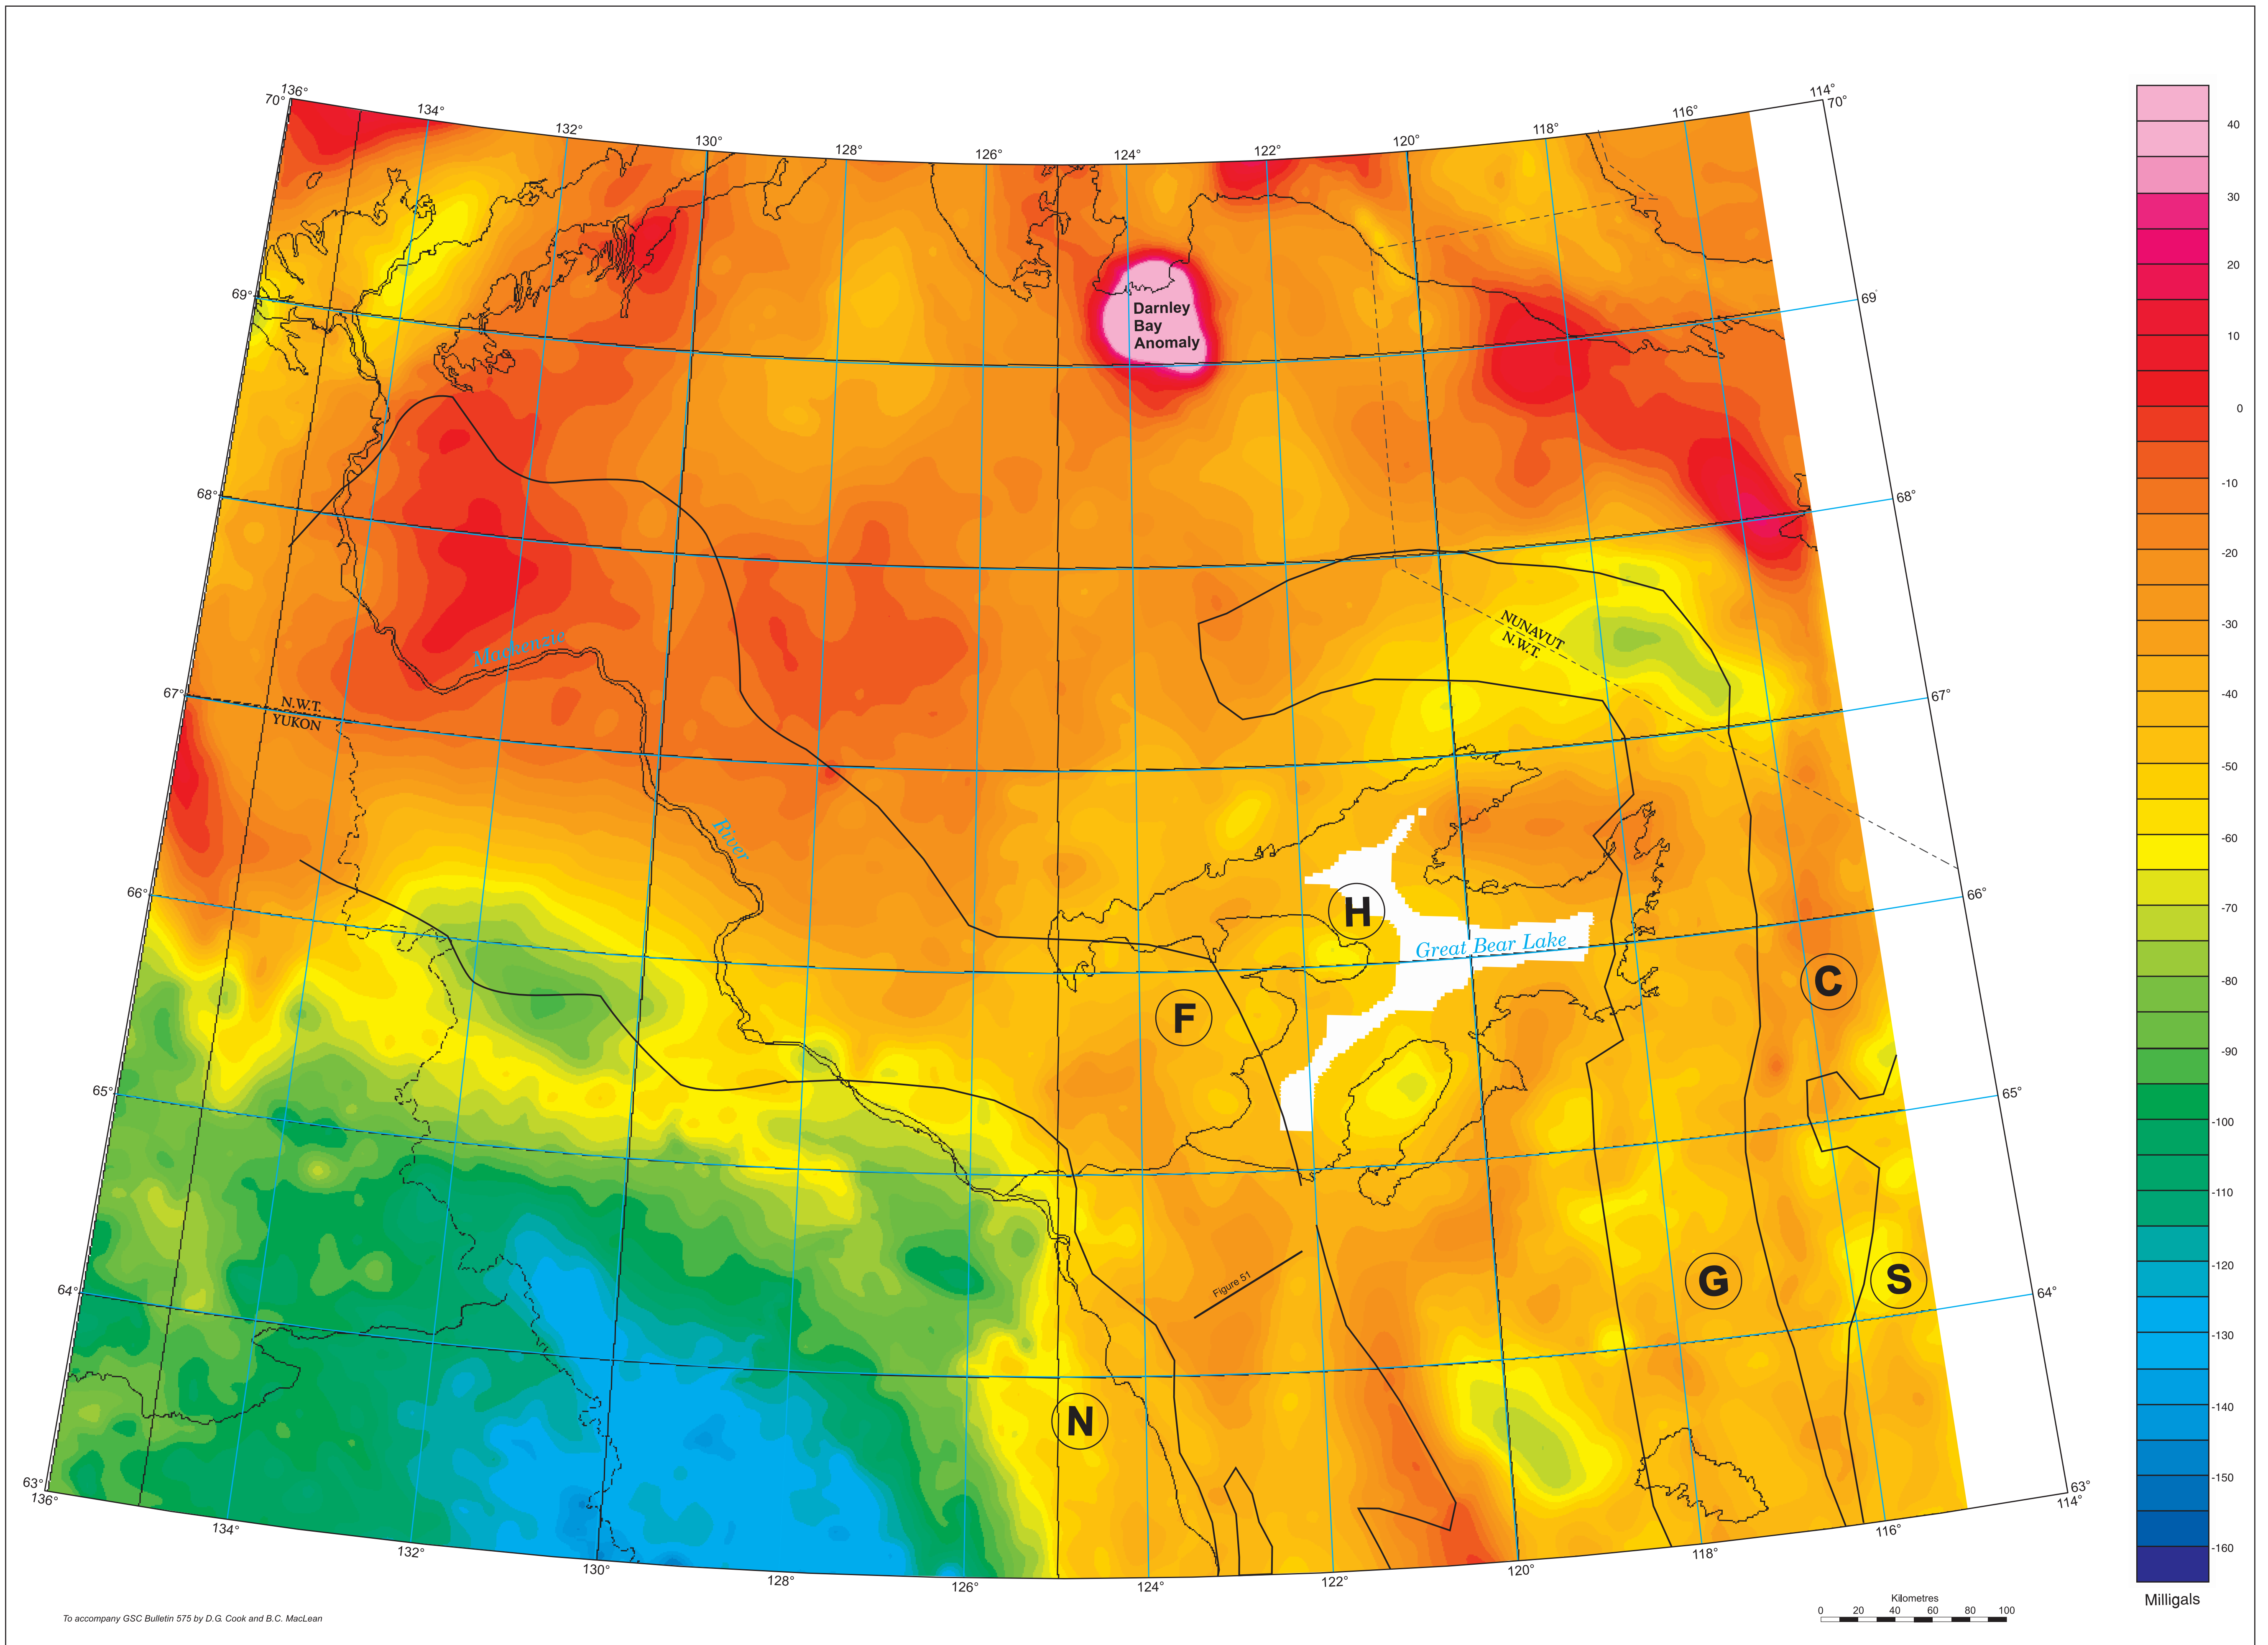 136°
70°
134°
132°
130°
128°
126°
124°
122°
120°
118°
116°
114°
70°
40
30
20
10
0
-10
-20
-30
-40
-50
-60
-70
-80
-90
-100
-110
-120
-130
-140
-150
-160
Milligals
69°
69°
Darnley
Bay
Anomaly
68°
68°
NUNAVUT
N.W.T.
Mackenzie
River
67°
67°
N.W.T.
YUKON
66°
66°
H
Great Bear Lake
C
F
65°
65°
G
S
Figure 51
64°
64°
N
63°
136°
134°
132°
130°
128°
126°
124°
122°
120°
118°
116°
63°
114°
Kilometres
0 20 40 60 80 100
To accompany GSC Bulletin 575 by D.G. Cook and B.C. MacLean